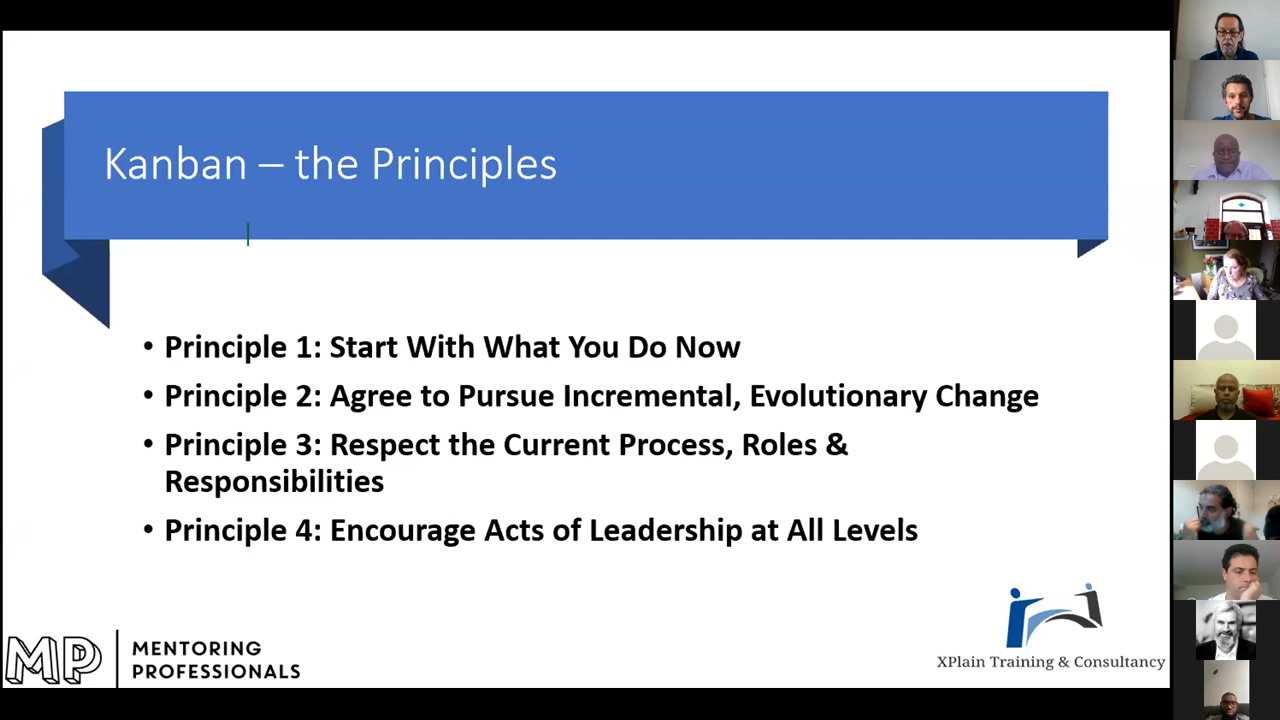 Kanban – the Principles
• Principle 1: Start With What You Do Now
• Principle 2: Agree to Pursue Incremental, Evolutionary Change
• Principle 3: Respect the Current Process, Roles &
Responsibilities
• Principle 4: Encourage Acts of Leadership at All Levels
MP
MENTORING
PROFESSIONALS
XPlain Training & Consultancy